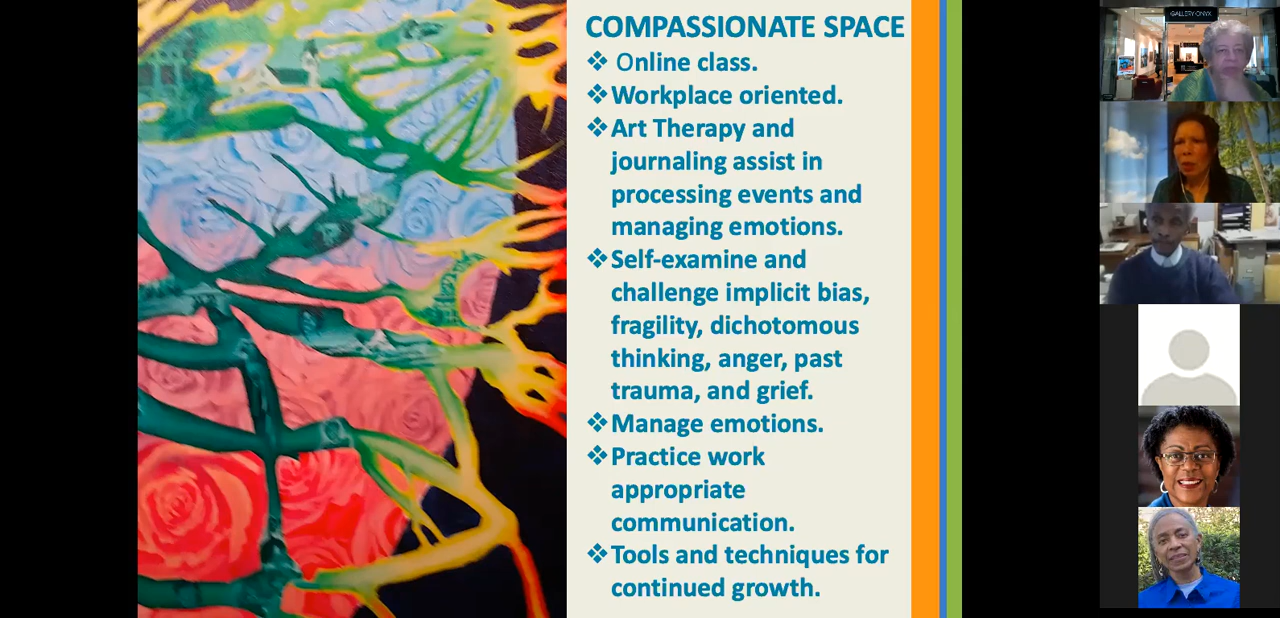 COMPASSIONATE SPACE
❖ Online class.
❖Workplace oriented.
❖Art Therapy and
journaling assist in
processing events and
managing emotions.
❖Self-examine and
challenge implicit bias,
fragility, dichotomous
thinking, anger, past
trauma, and grief.
❖Manage emotions.
❖Practice work
appropriate
communication.
❖Tools and techniques for
continued growth.
GALLERY ONYX